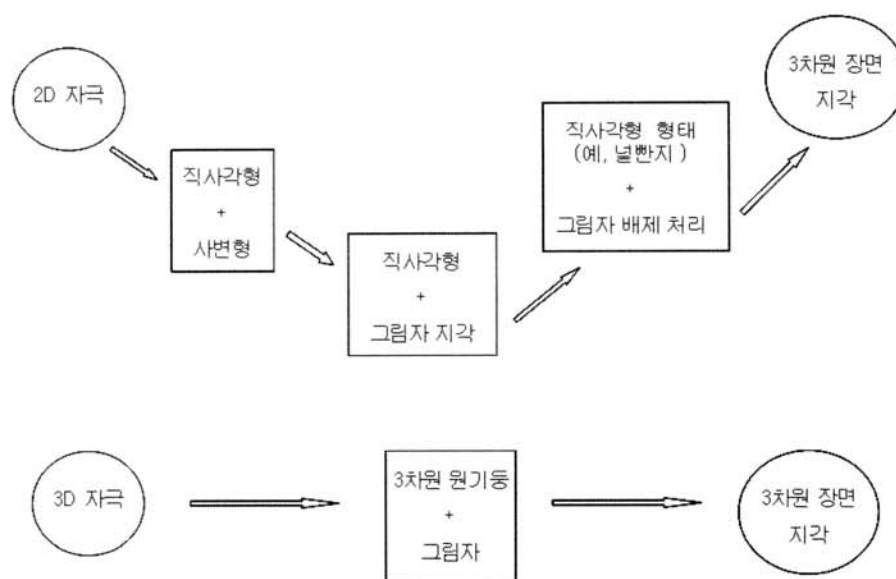 2D 자극
직사각형
+
사변형
직사각형
+
그림자 지각
직사각형 형태
(예, 널빤지)
+
그림자 배제 처리
3차원 장면
지각
3D 자극
3차원 원기둥
+
그림자
3차원 장면
지각